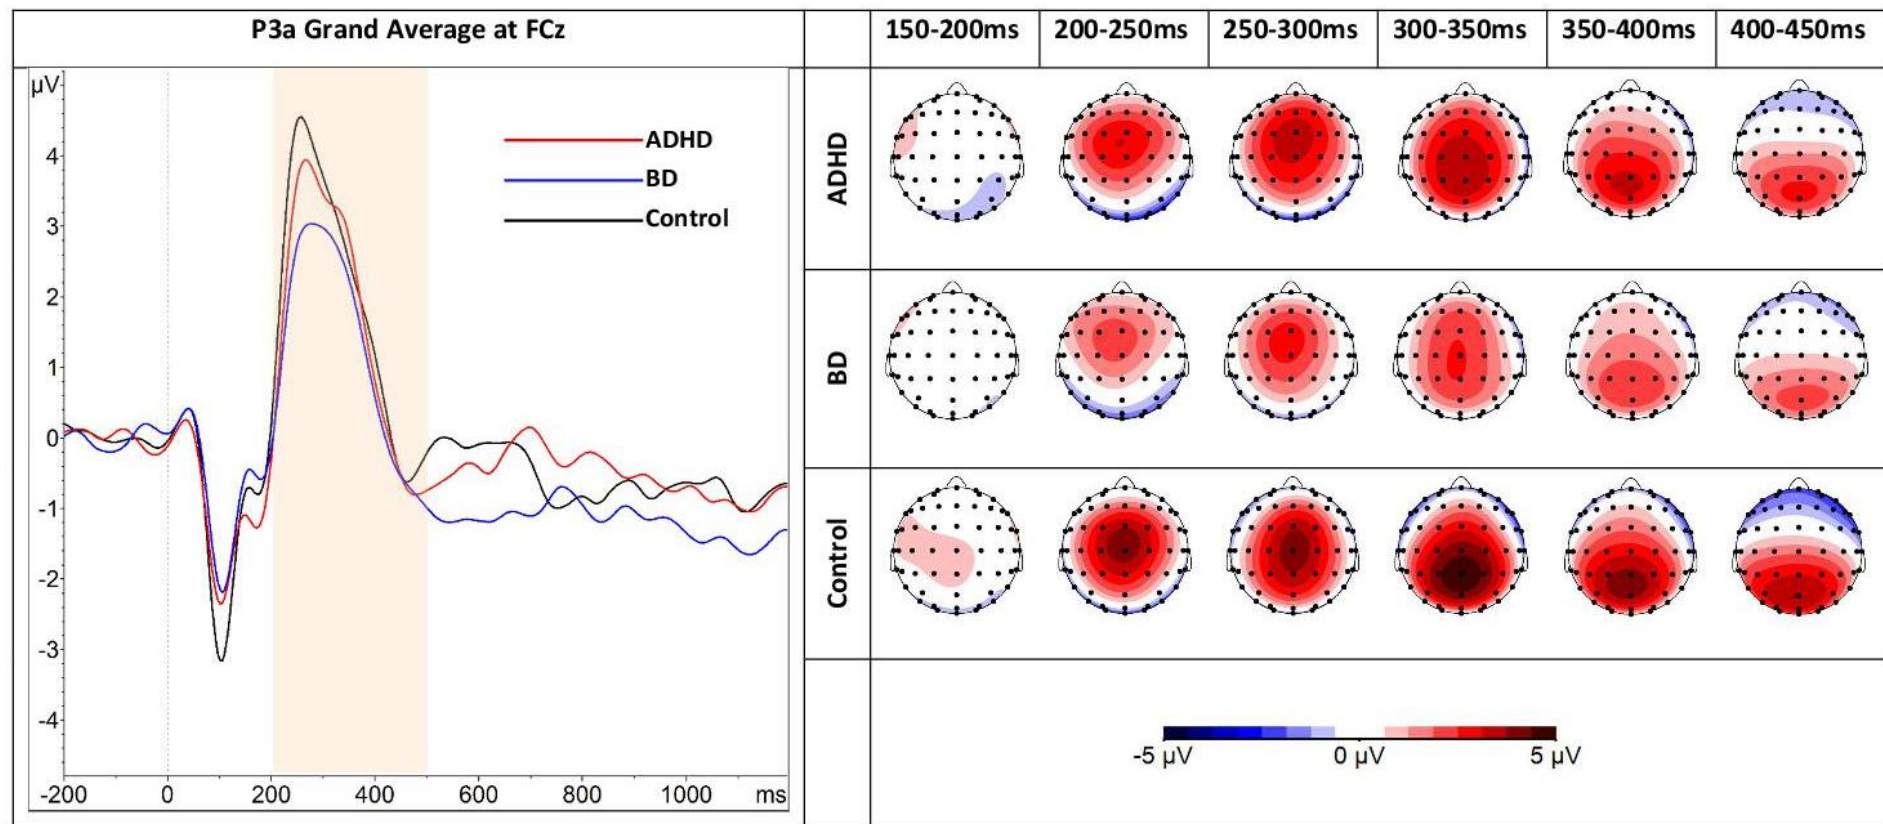 P3a Grand Average at FCz
µV
4
3
2
1
0
-1
-2
-3
-4
-200 0 200 400 600 800 1000 ms
ADHD
BD
Control
150-200ms 200-250ms 250-300ms 300-350ms 350-400ms 400-450ms
ADHD
BD
Control
-5 µV 0 µV 5 µV